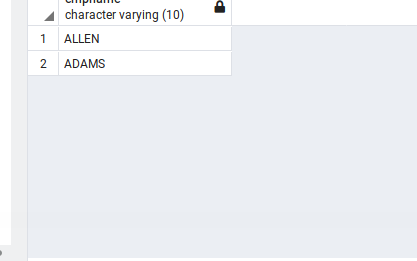 empname
character varying (10)
1 ALLEN
2 ADAMS